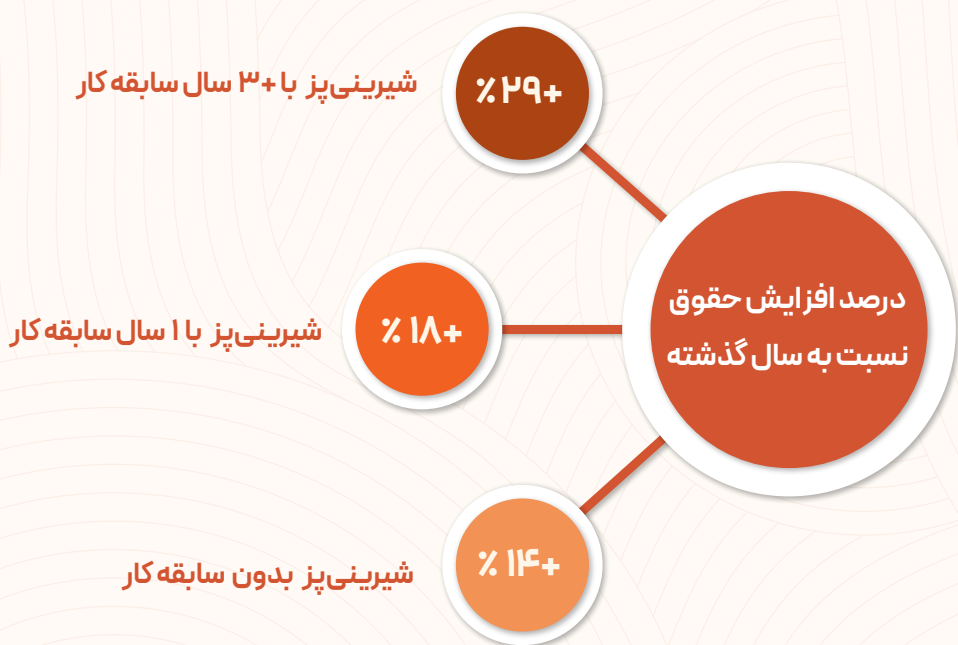 درصد افزایش حقوق
نسبت به سال گذشته
+۲۹٪
شیرینی‌پز با +۳ سال سابقه کار
+۱۸٪
شیرینی‌پز با ۱ سال سابقه کار
+۱۴٪
شیرینی‌پز بدون سابقه کار